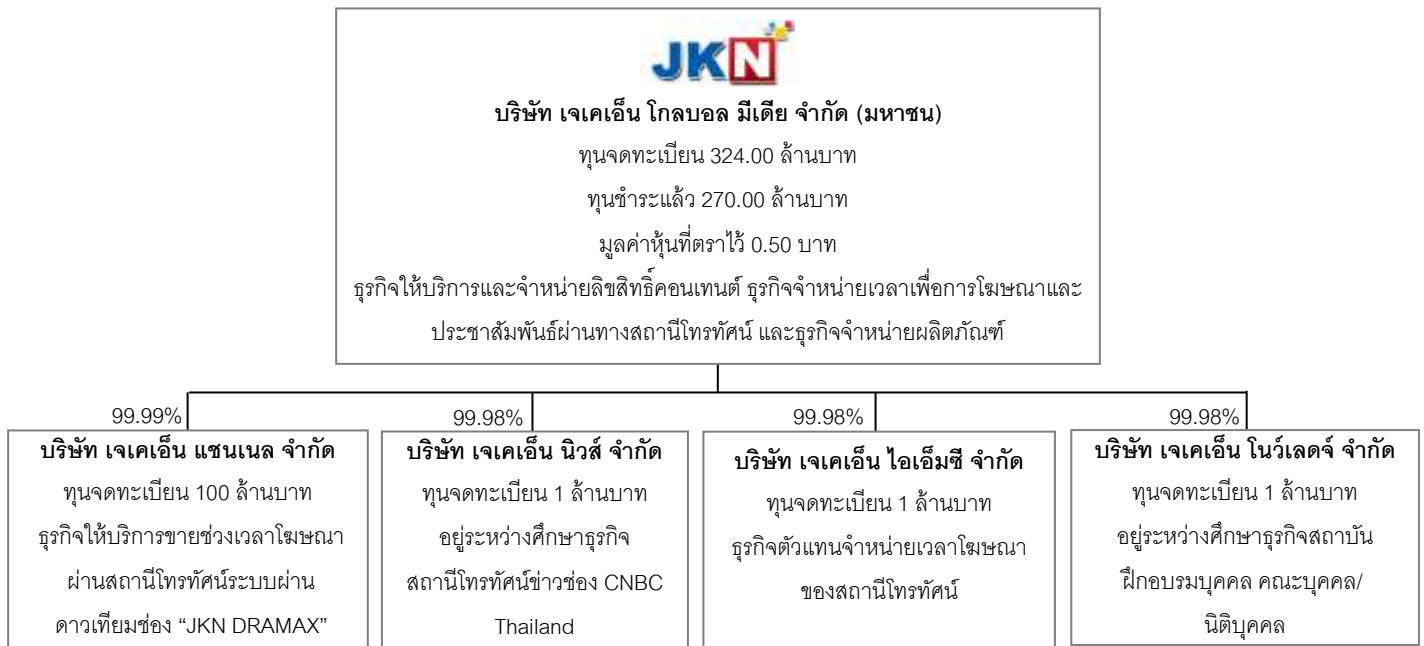 JKN
บริษัท เจเคเอ็น โกลบอล มีเดีย จำกัด (มหาชน)
ทุนจดทะเบียน 324.00 ล้านบาท
ทุนชำระแล้ว 270.00 ล้านบาท
มูลค่าหุ้นที่ตราไว้ 0.50 บาท
ธุรกิจให้บริการและจำหน่ายลิขสิทธิ์คอนเทนต์ ธุรกิจจำหน่ายเวลาเพื่อการโฆษณาและ
ประชาสัมพันธ์ผ่านทางสถานีโทรทัศน์ และธุรกิจจำหน่ายผลิตภัณฑ์
99.99%
บริษัท เจเคเอ็น แชนเนล จำกัด
ทุนจดทะเบียน 100 ล้านบาท
ธุรกิจให้บริการขายช่วงเวลาโฆษณา
ผ่านสถานีโทรทัศน์ระบบผ่าน
ดาวเทียมช่อง “JKN DRAMAX”
99.98%
บริษัท เจเคเอ็น นิวส์ จำกัด
ทุนจดทะเบียน 1 ล้านบาท
อยู่ระหว่างศึกษาธุรกิจ
สถานีโทรทัศน์ข่าวช่อง CNBC
Thailand
99.98%
บริษัท เจเคเอ็น ไอเอ็มซี จำกัด
ทุนจดทะเบียน 1 ล้านบาท
ธุรกิจตัวแทนจำหน่ายเวลาโฆษณา
ของสถานีโทรทัศน์
99.98%
บริษัท เจเคเอ็น โนว์เลดจ์ จำกัด
ทุนจดทะเบียน 1 ล้านบาท
อยู่ระหว่างศึกษาธุรกิจสถาบัน
ฝึกอบรมบุคคล คณะบุคคล/
นิติบุคคล